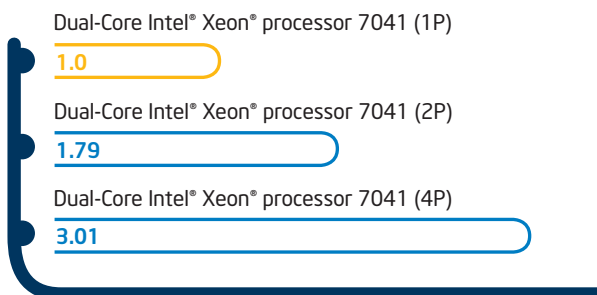 Dual-Core Intel® Xeon® processor 7041 (1P)
1.0
Dual-Core Intel® Xeon® processor 7041 (2P)
1.79
Dual-Core Intel® Xeon® processor 7041 (4P)
3.01